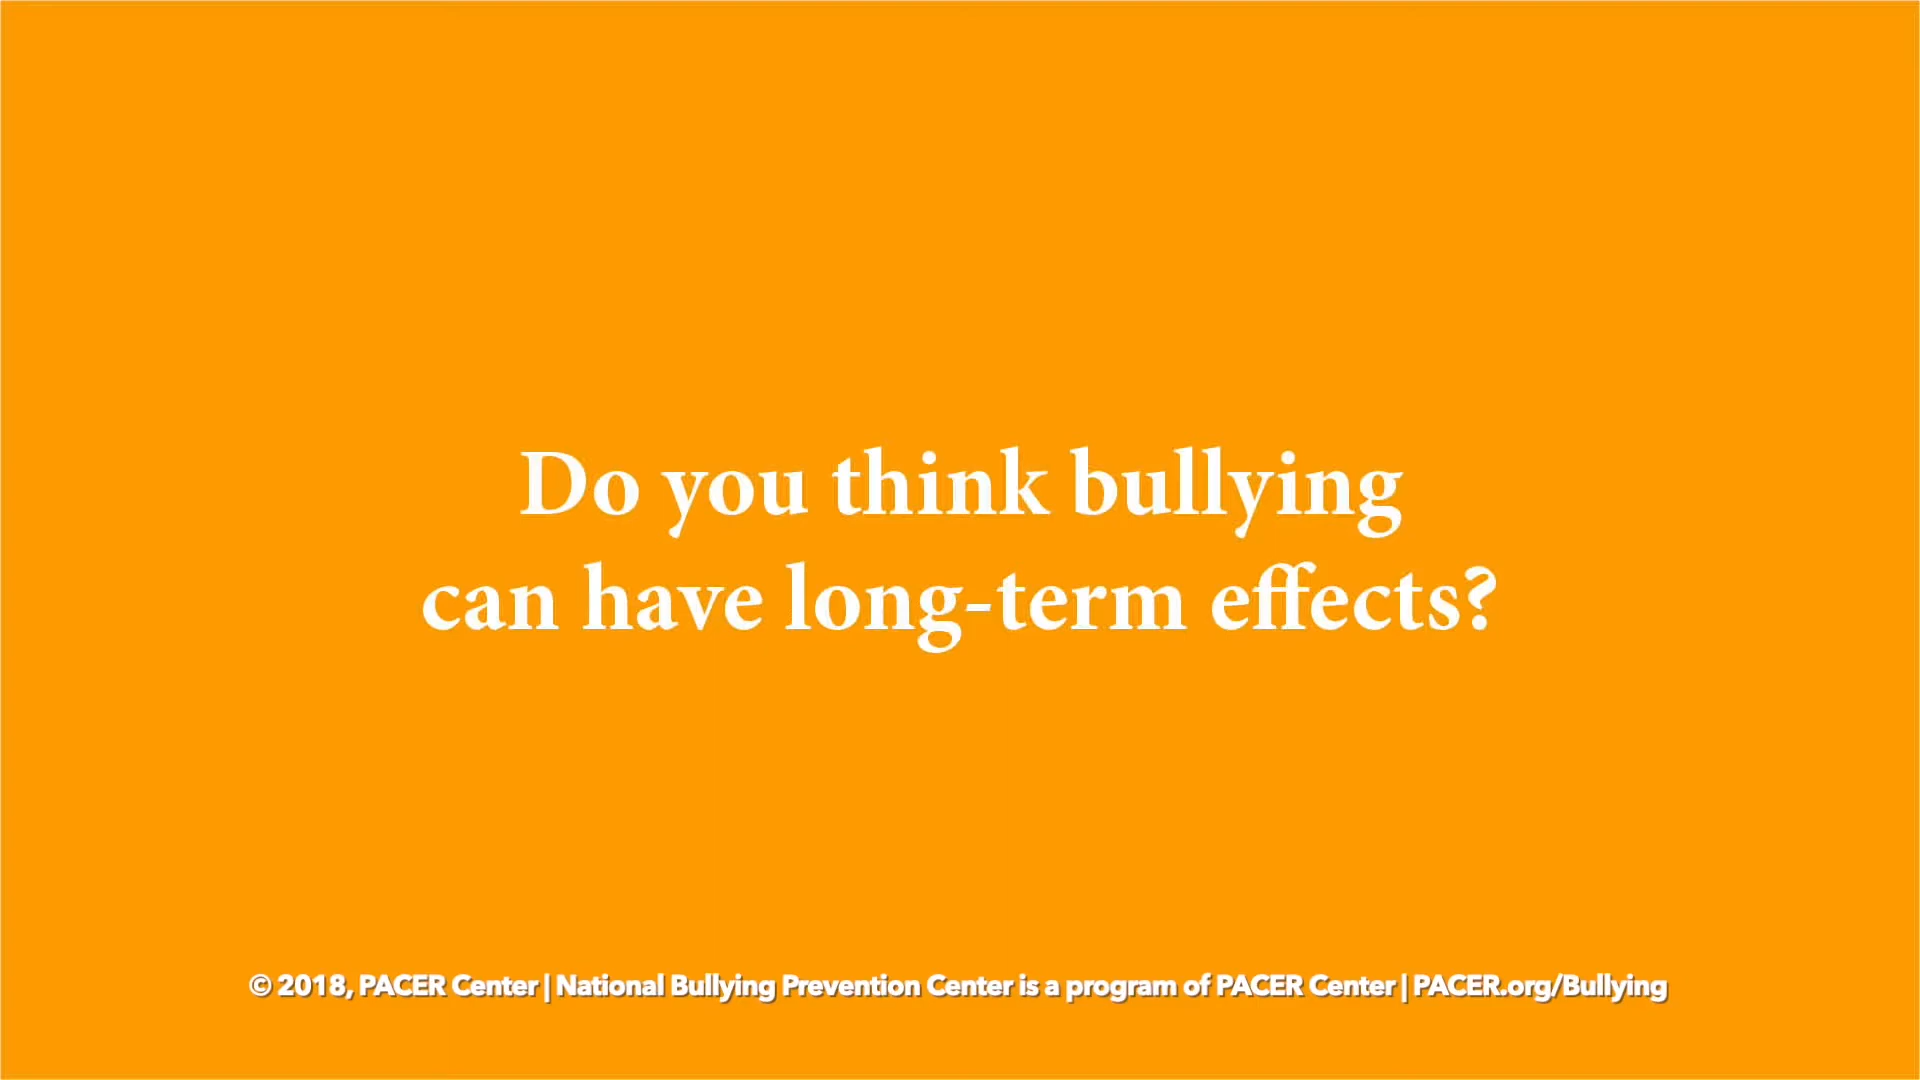 Do you think bullying
can have long-term effects?
© 2018, PACER Center | National Bullying Prevention Center is a program of PACER Center | PACER.org/Bullying